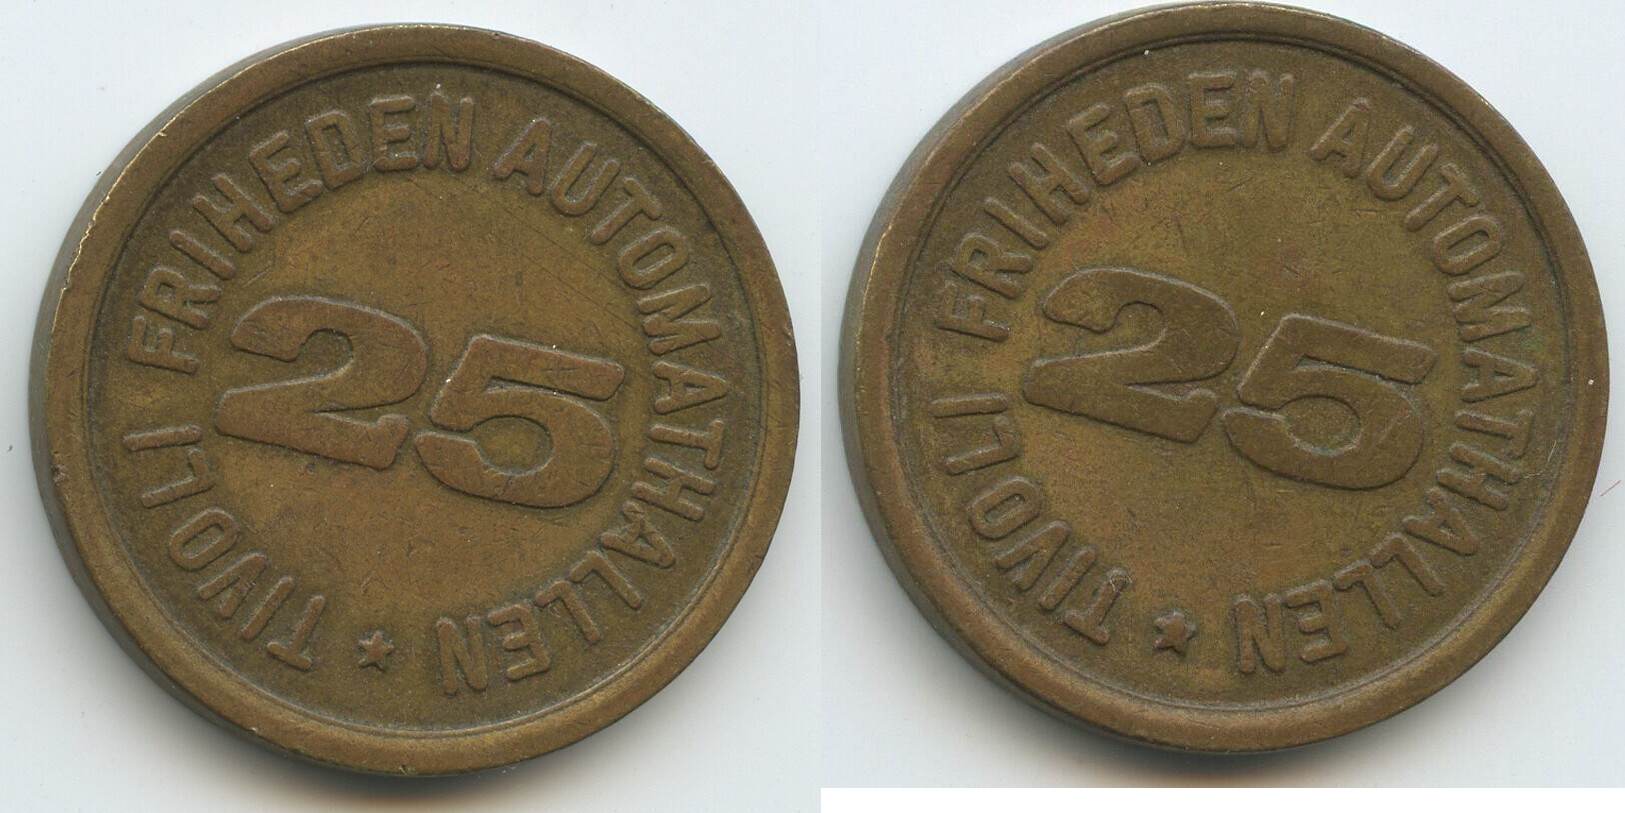 TIVOLI FRIHEDEN AUTOMATHALLEN *
25
TIVOLI FRIHEDEN AUTOMATHALLEN *
25